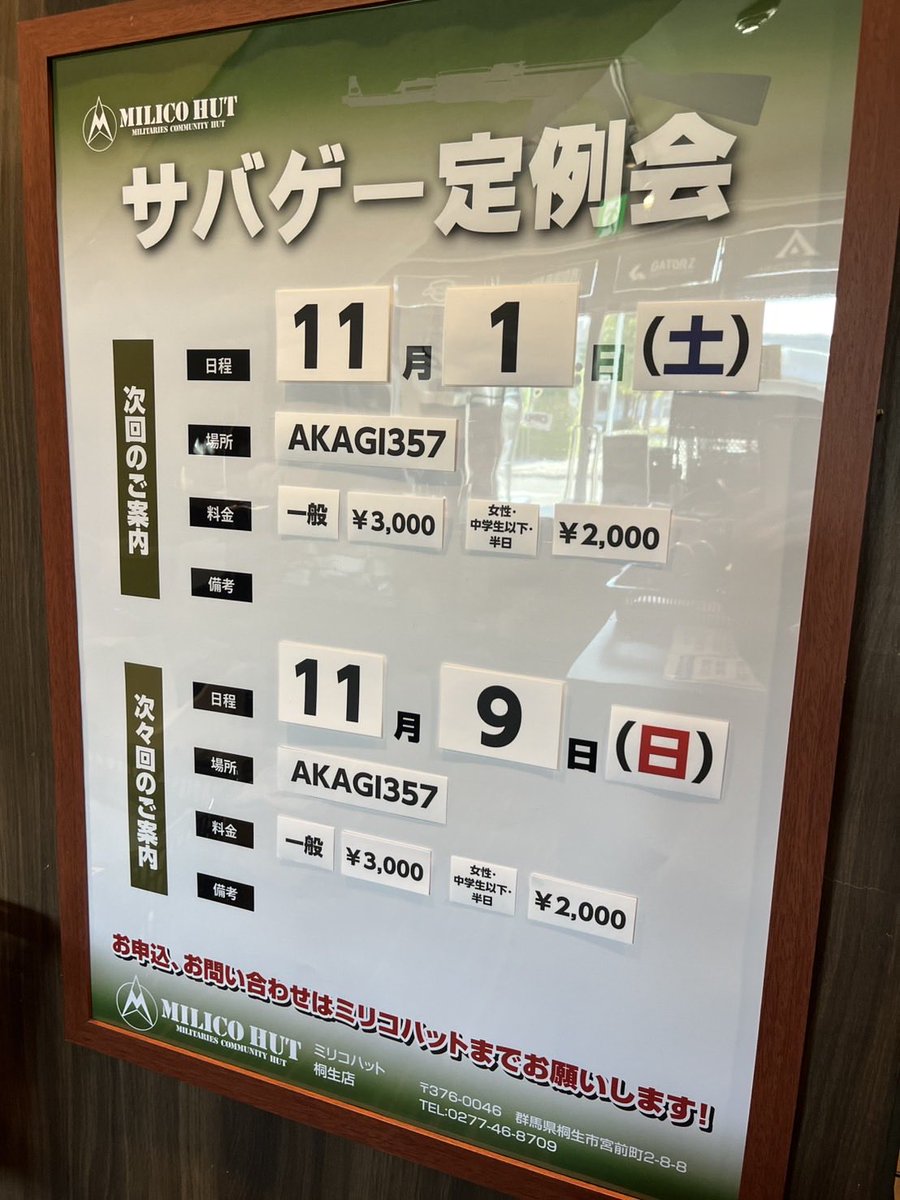 MILICO HUT
MILITARIES COMMUNITY HUT
サバゲー定例会
次回のご案内
日程 11月1日(土)
場所 AKAGI357
料金 一般 ¥3,000 女性・中学生以下・半日 ¥2,000
備考
次々回のご案内
日程 11月9日(日)
場所 AKAGI357
料金 一般 ¥3,000 女性・中学生以下・半日 ¥2,000
備考
お申込、お問い合わせはミリコハットまでお願いします!
MILICO HUT
MILITARIES COMMUNITY HUT
ミリコハット
桐生店
〒376-0046 群馬県桐生市宮前町2-8-8
TEL:0277-46-8709